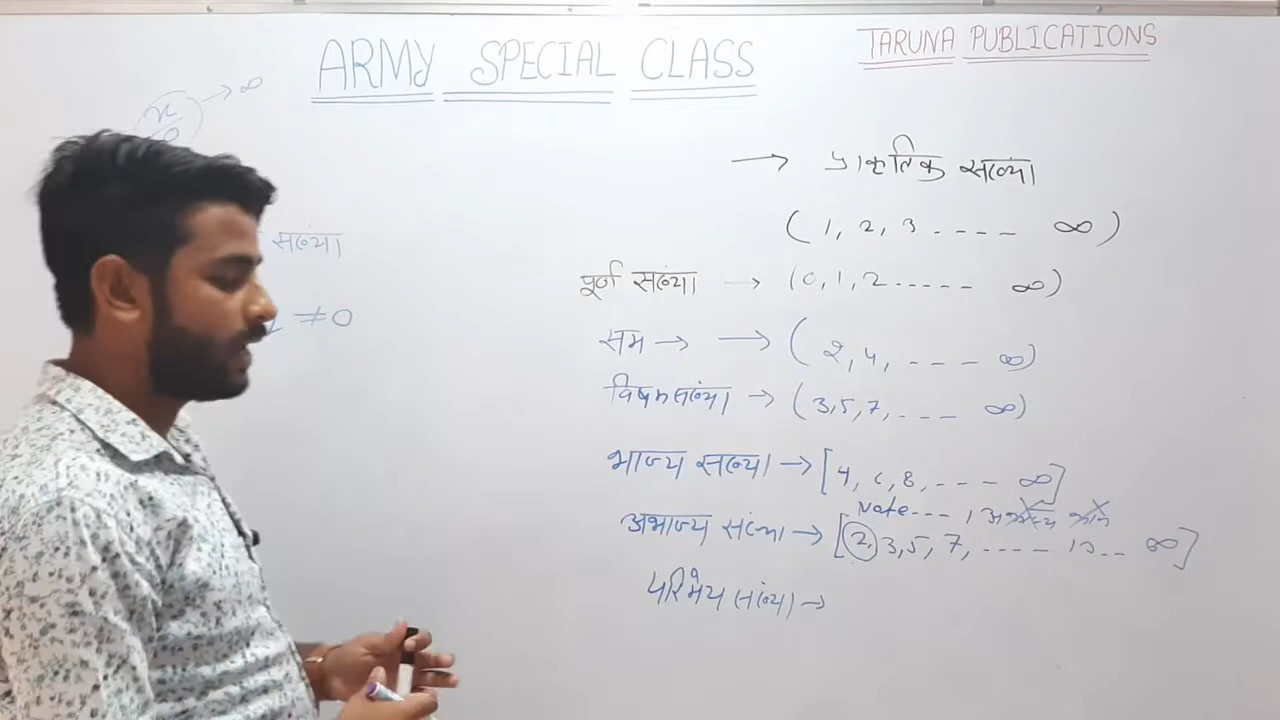 ARMY SPECIAL CLASS
TARUNA PUBLICATIONS
→ ∞
→ प्राकृतिक संख्या
( 1, 2, 3 . - - - - ∞ )
संख्या
पूर्ण संख्या → (0, 1, 2 . . . . - - - ∞)
≠ 0
सम → → ( 2, 4, - - - - ∞)
विषम संख्या → ( 3, 5, 7, - - - ∞)
भाज्य संख्या → [ 4, 6, 8, - - - - ∞]
Note - - - 1
अभाज्य संख्या → [ 2, 3, 5, 7, - - - - - ∞ ]
परिमेय संख्या →